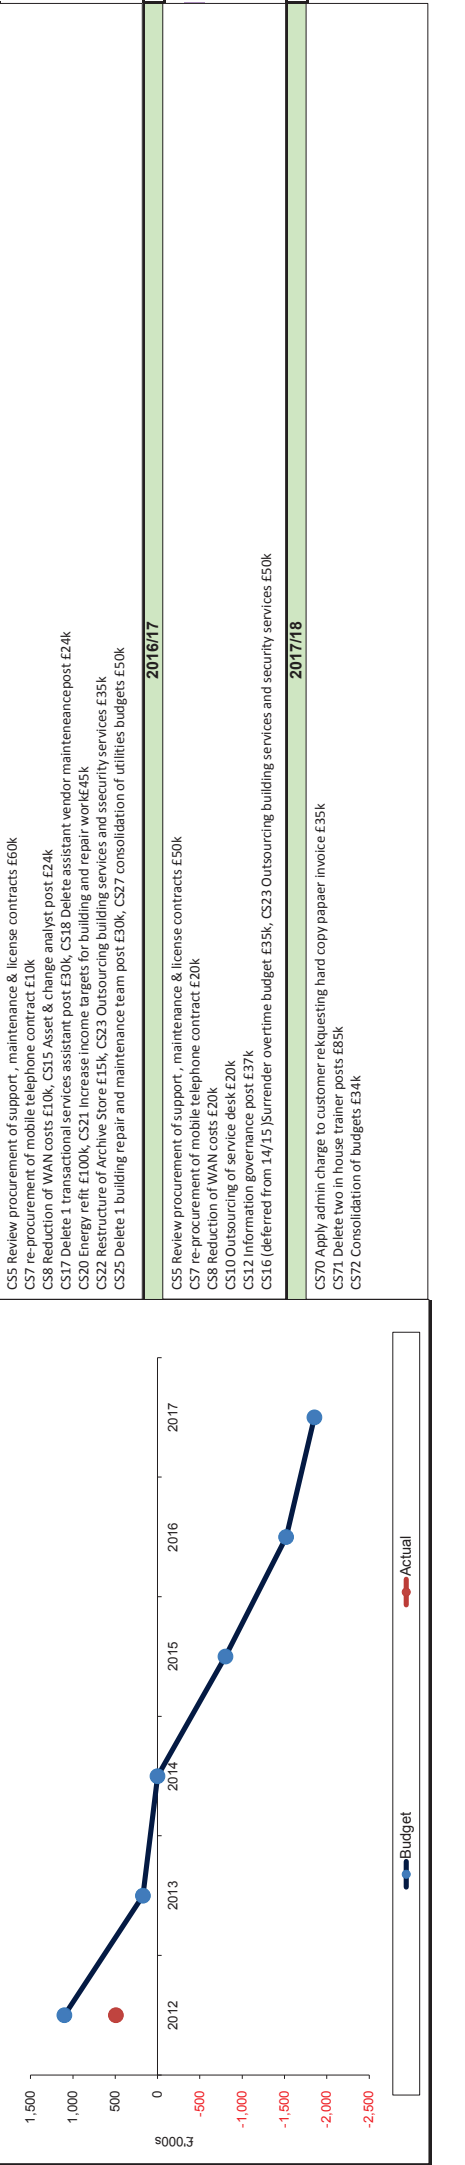 1,500
1,000
500
0
-500
-1,000
-1,500
-2,000
-2,500
£'000s
2012
2013
2014
2015
2016
2017
Budget
Actual
CS5 Review procurement of support , maintenance & license contracts £60k
CS7 re-procurement of mobile telephone contract £10k
CS8 Reduction of WAN costs £10k, CS15 Asset & change analyst post £24k
CS17 Delete 1 transactional services assistant post £30k, CS18 Delete assistant vendor mainteneancepost £24k
CS20 Energy refit £100k, CS21 Increase income targets for building and repair work£45k
CS22 Restructure of Archive Store £15k, CS23 Outsourcing building services and ssecurity services £35k
CS25 Delete 1 building repair and maintenance team post £30k, CS27 consolidation of utilities budgets £50k
2016/17
CS5 Review procurement of support , maintenance & license contracts £50k
CS7 re-procurement of mobile telephone contract £20k
CS8 Reduction of WAN costs £20k
CS10 Outsourcing of service desk £20k
CS12 Information governance post £37k
CS16 (deferred from 14/15 )Surrender overtime budget £35k, CS23 Outsourcing building services and security services £50k
2017/18
CS70 Apply admin charge to customer rekquesting hard copy papaer invoice £35k
CS71 Delete two in house trainer posts £85k
CS72 Consolidation of budgets £34k